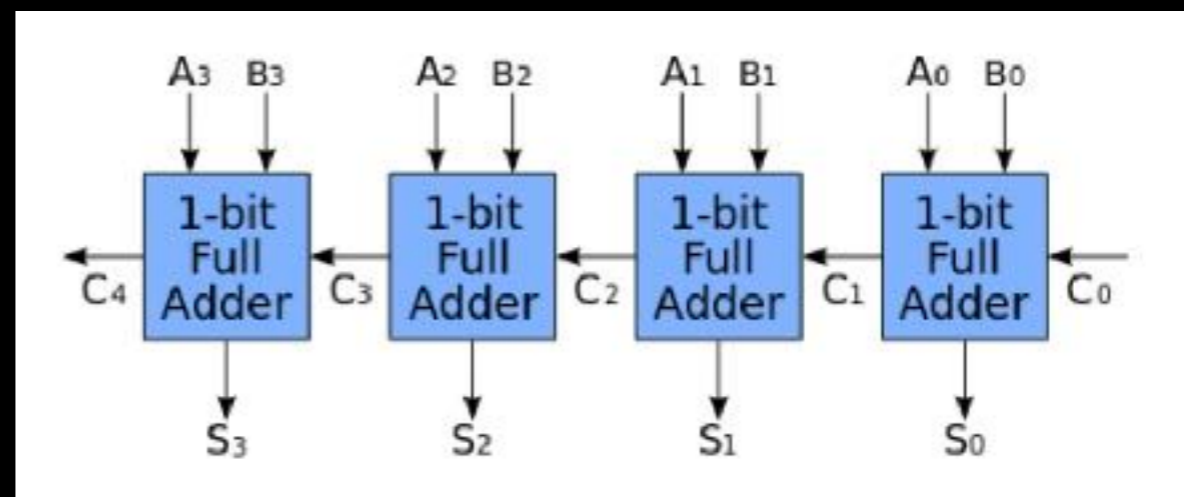 A3 B3 A2 B2 A1 B1 A0 B0
1-bit
Full
Adder
1-bit
Full
Adder
1-bit
Full
Adder
1-bit
Full
Adder
C4 C3 C2 C1 C0
S3 S2 S1 S0